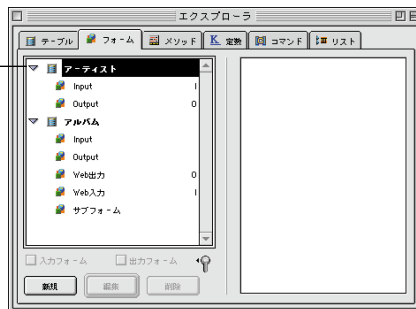 エクスプローラ
テーブル フォーム メソッド K 定数 コマンド リスト
アーティスト
Input I
Output O
アルバム
Input
Output
Web出力 O
Web入力 I
サブフォーム
入力フォーム 出力フォーム
新規 編集 削除